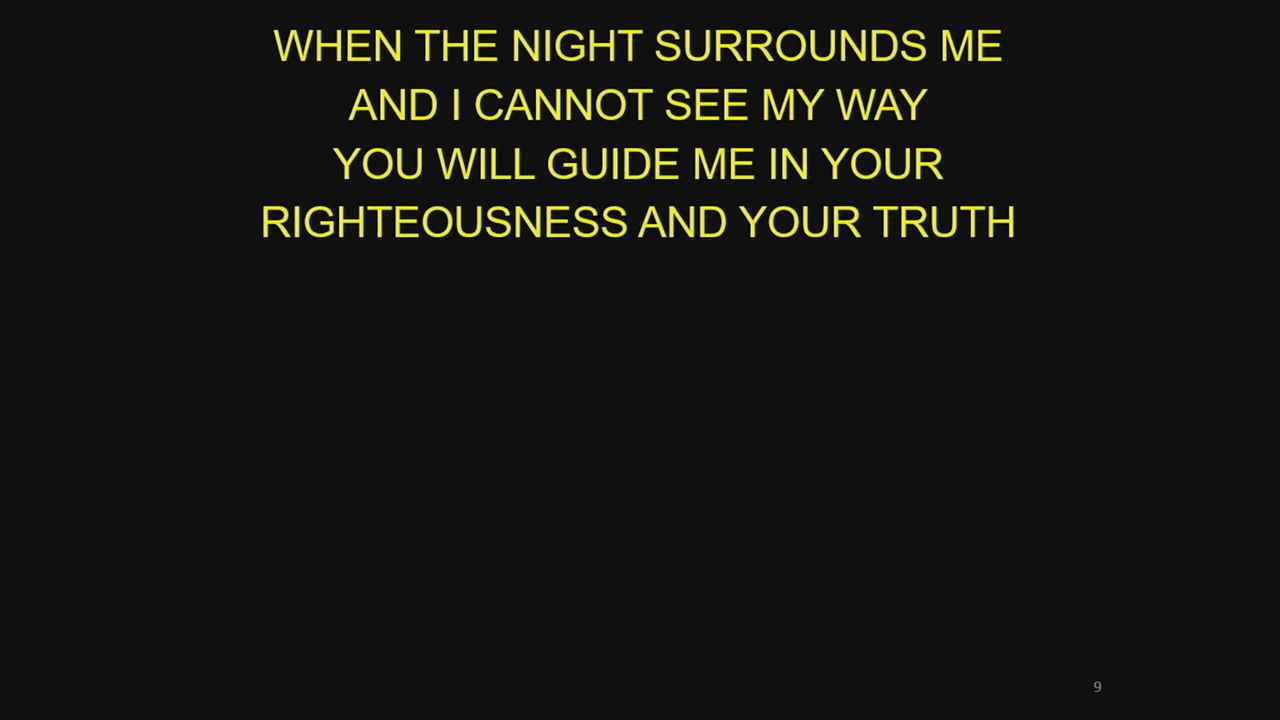 WHEN THE NIGHT SURROUNDS ME
AND I CANNOT SEE MY WAY
YOU WILL GUIDE ME IN YOUR
RIGHTEOUSNESS AND YOUR TRUTH
9